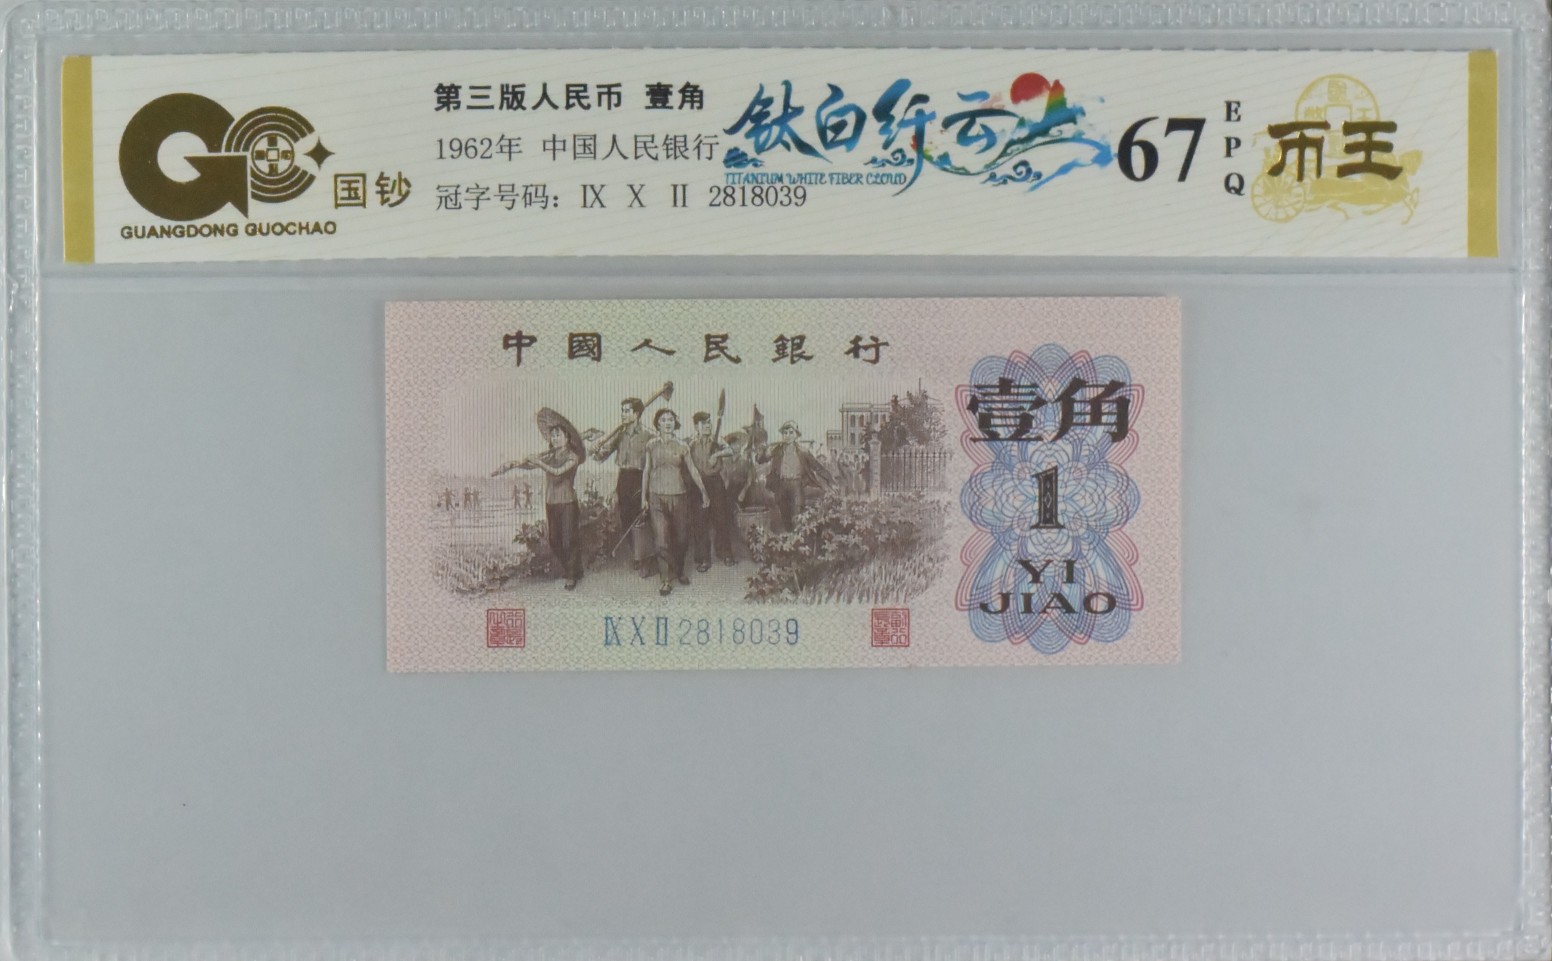 第三版人民币 壹角
1962年 中国人民银行
冠字号码：Ⅸ Ⅹ Ⅱ 2818039
GC
国钞
GUANGDONG GUOCHAO
钛白纤云
TITANIUM WHITE FIBER CLOUD
67
EPQ
币王
中國人民銀行
壹角
1
YI
JIAO
ⅨⅩⅡ2818039